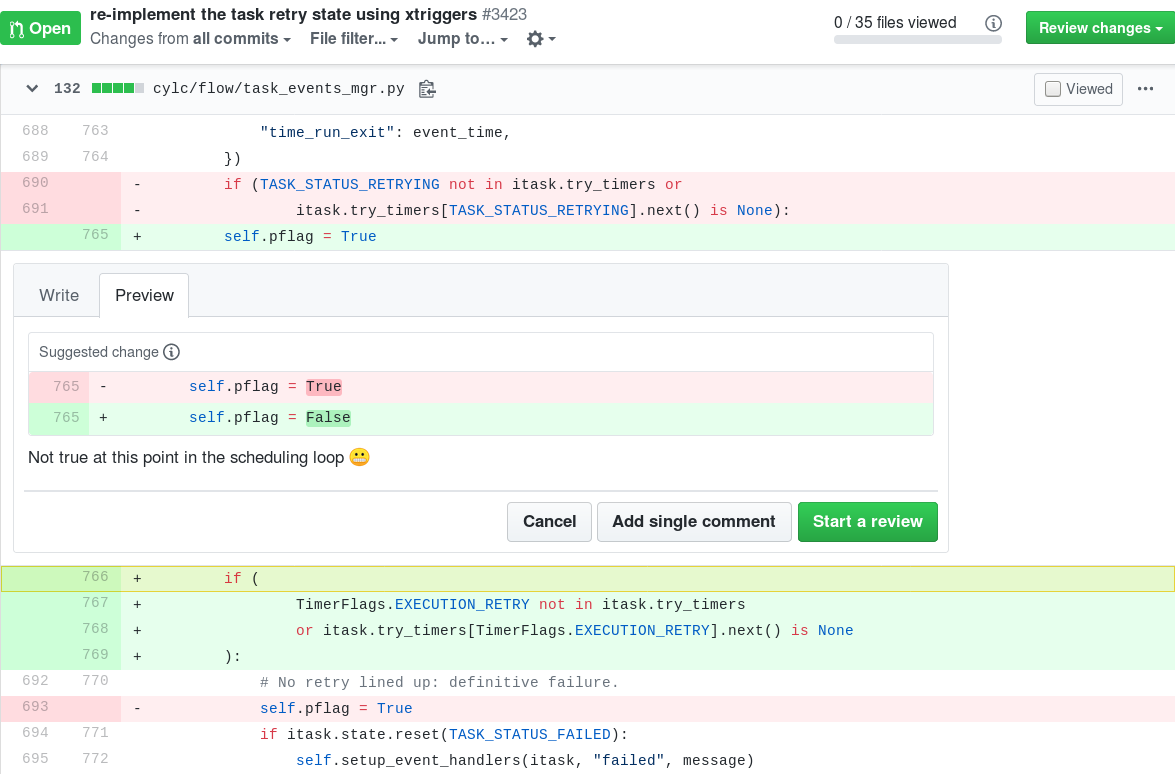 Open
re-implement the task retry state using xtriggers #3423
Changes from all commits
File filter...
Jump to...
0 / 35 files viewed
Review changes
132 cylc/flow/task_events_mgr.py
Viewed
688 763 "time_run_exit": event_time,
689 764 })
690 - if (TASK_STATUS_RETRYING not in itask.try_timers or
691 - itask.try_timers[TASK_STATUS_RETRYING].next() is None):
765 + self.pflag = True
Write
Preview
Suggested change
765 - self.pflag = True
765 + self.pflag = False
Not true at this point in the scheduling loop 😬
Cancel
Add single comment
Start a review
766 + if (
767 + TimerFlags.EXECUTION_RETRY not in itask.try_timers
768 + or itask.try_timers[TimerFlags.EXECUTION_RETRY].next() is None
769 + ):
692 770 # No retry lined up: definitive failure.
693 - self.pflag = True
694 771 if itask.state.reset(TASK_STATUS_FAILED):
695 772 self.setup_event_handlers(itask, "failed", message)